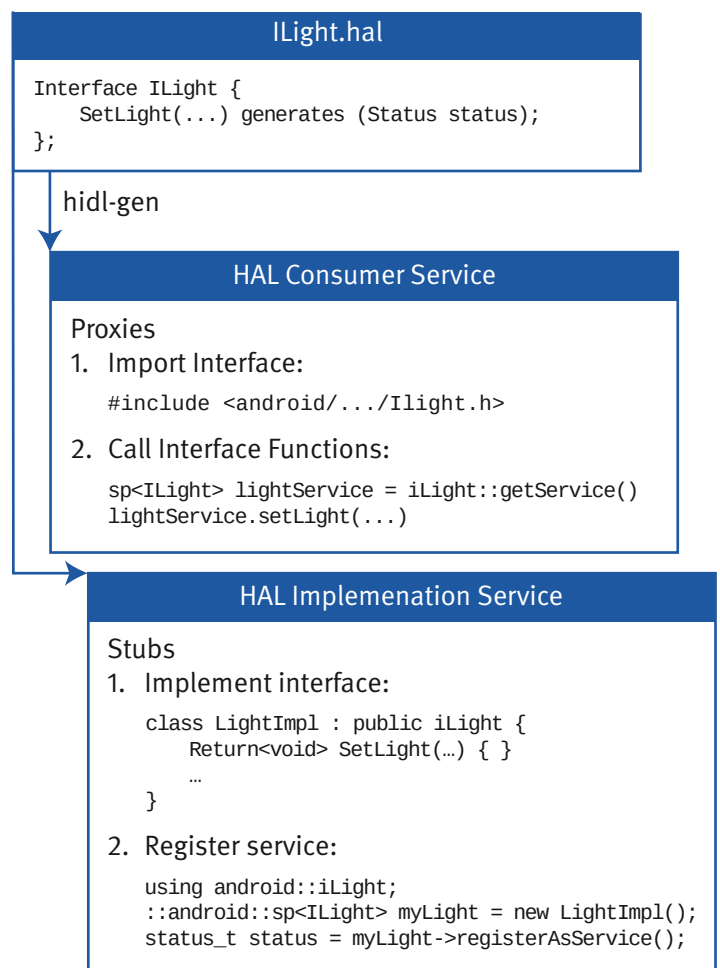 ILight.hal
Interface ILight {
SetLight(...) generates (Status status);
};
hidl-gen
HAL Consumer Service
Proxies
1. Import Interface:
#include <android/.../Ilight.h>
2. Call Interface Functions:
sp<ILight> lightService = iLight::getService()
lightService.setLight(...)
HAL Implemenation Service
Stubs
1. Implement interface:
class LightImpl : public iLight {
Return<void> SetLight(…) { }
…
}
2. Register service:
using android::iLight;
::android::sp<ILight> myLight = new LightImpl();
status_t status = myLight->registerAsService();